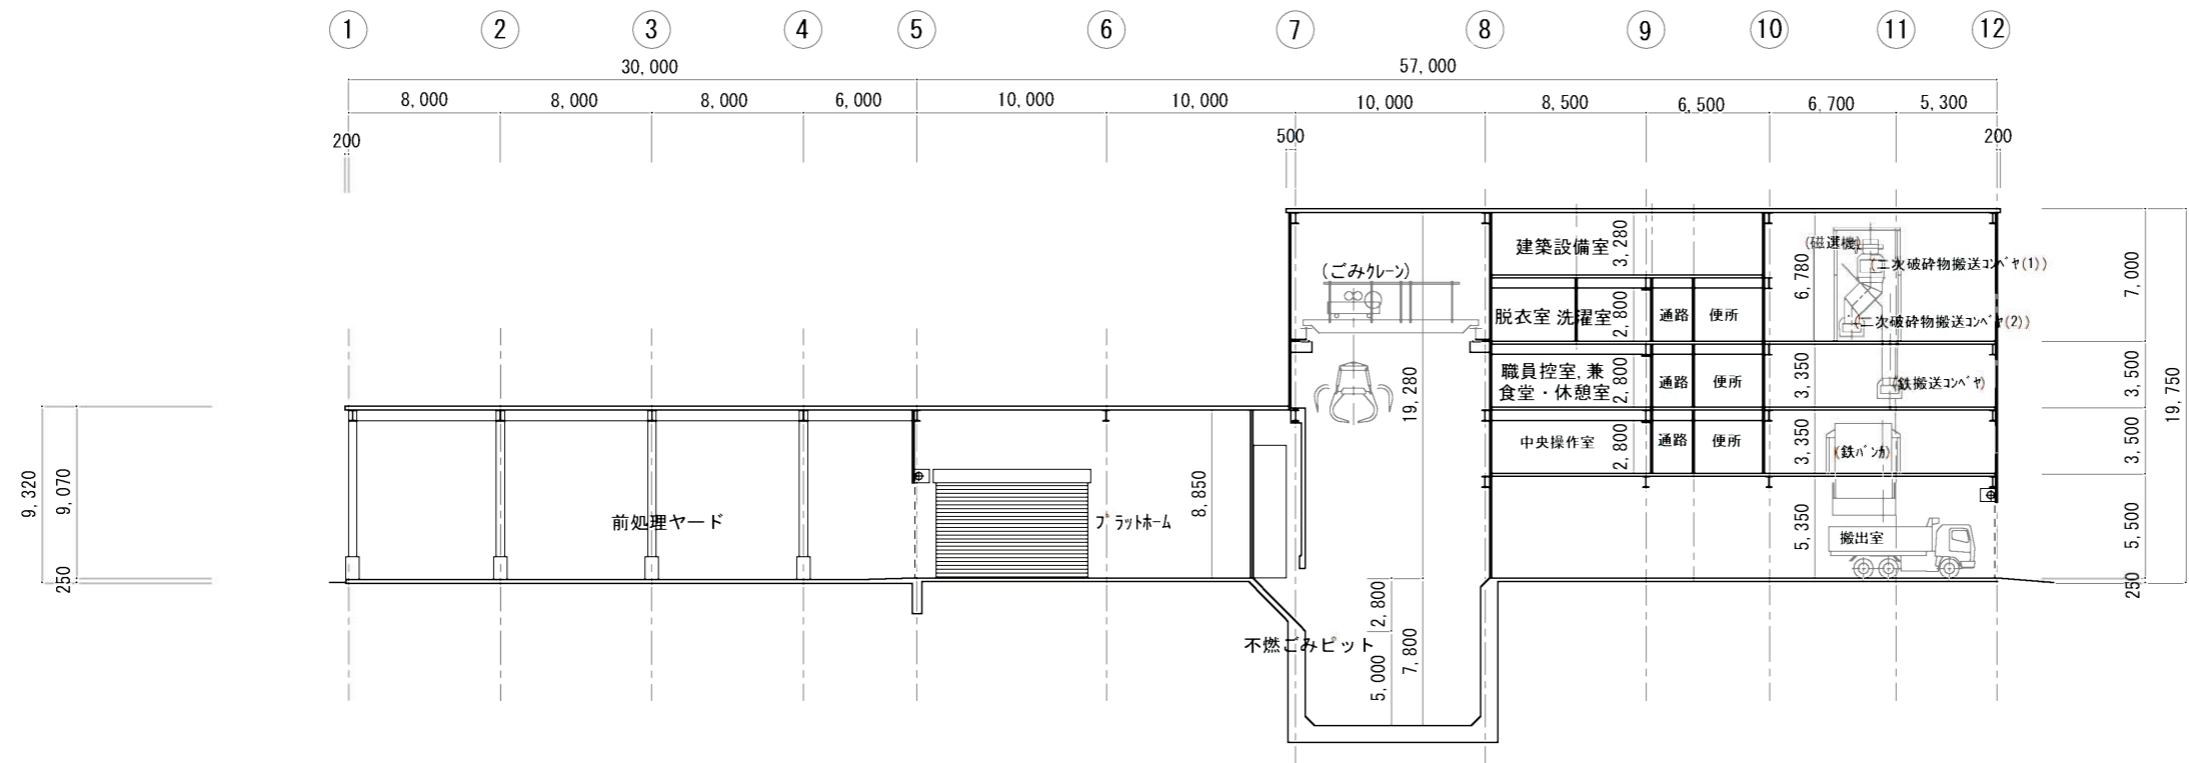 1 2 3 4 5 6 7 8 9 10 11 12
30,000 57,000
8,000 8,000 8,000 6,000 10,000 10,000 10,000 8,500 6,500 6,700 5,300
200 500 200
建築設備室 3,280
(ごみクレーン)
(磁選機)
(二次破砕物搬送コンベヤ(1))
6,780
7,000
脱衣室 洗濯室 2,800 通路 便所
(二次破砕物搬送コンベヤ(2))
職員控室,兼
食堂・休憩室
2,800 通路 便所 3,350
(鉄搬送コンベヤ)
3,500
19,280
19,750
中央操作室 2,800 通路 便所 3,350
(鉄バンカ)
3,500
9,320 9,070
前処理ヤード
プラットホーム
8,850
5,350
搬出室
5,500
250
250
2,800
不燃ごみピット
5,000
7,800